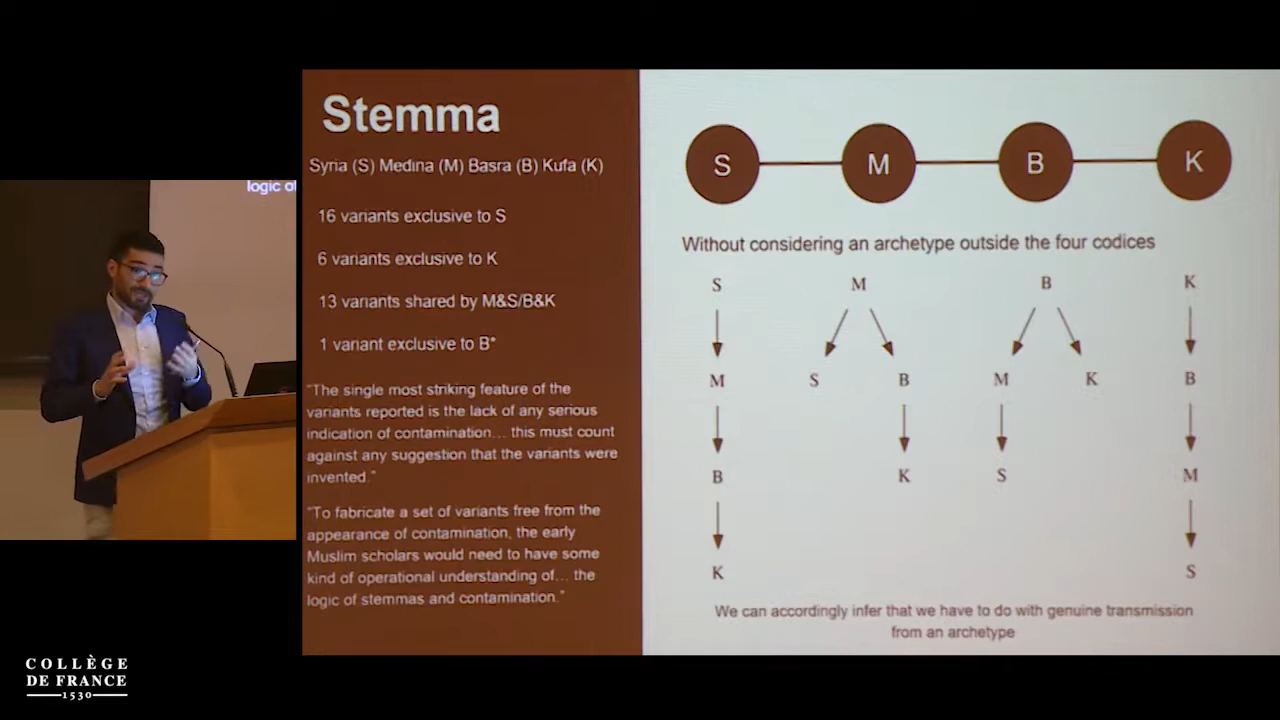 logic of
Stemma
Syria (S) Medina (M) Basra (B) Kufa (K)
16 variants exclusive to S
6 variants exclusive to K
13 variants shared by M&S/B&K
1 variant exclusive to B*
"The single most striking feature of the
variants reported is the lack of any serious
indication of contamination... this must count
against any suggestion that the variants were
invented."
"To fabricate a set of variants free from the
appearance of contamination, the early
Muslim scholars would need to have some
kind of operational understanding of... the
logic of stemmas and contamination."
S M B K
Without considering an archetype outside the four codices
S M B K
M S B M K B
B K S M
K S
We can accordingly infer that we have to do with genuine transmission
from an archetype
COLLÈGE
DE FRANCE
1530